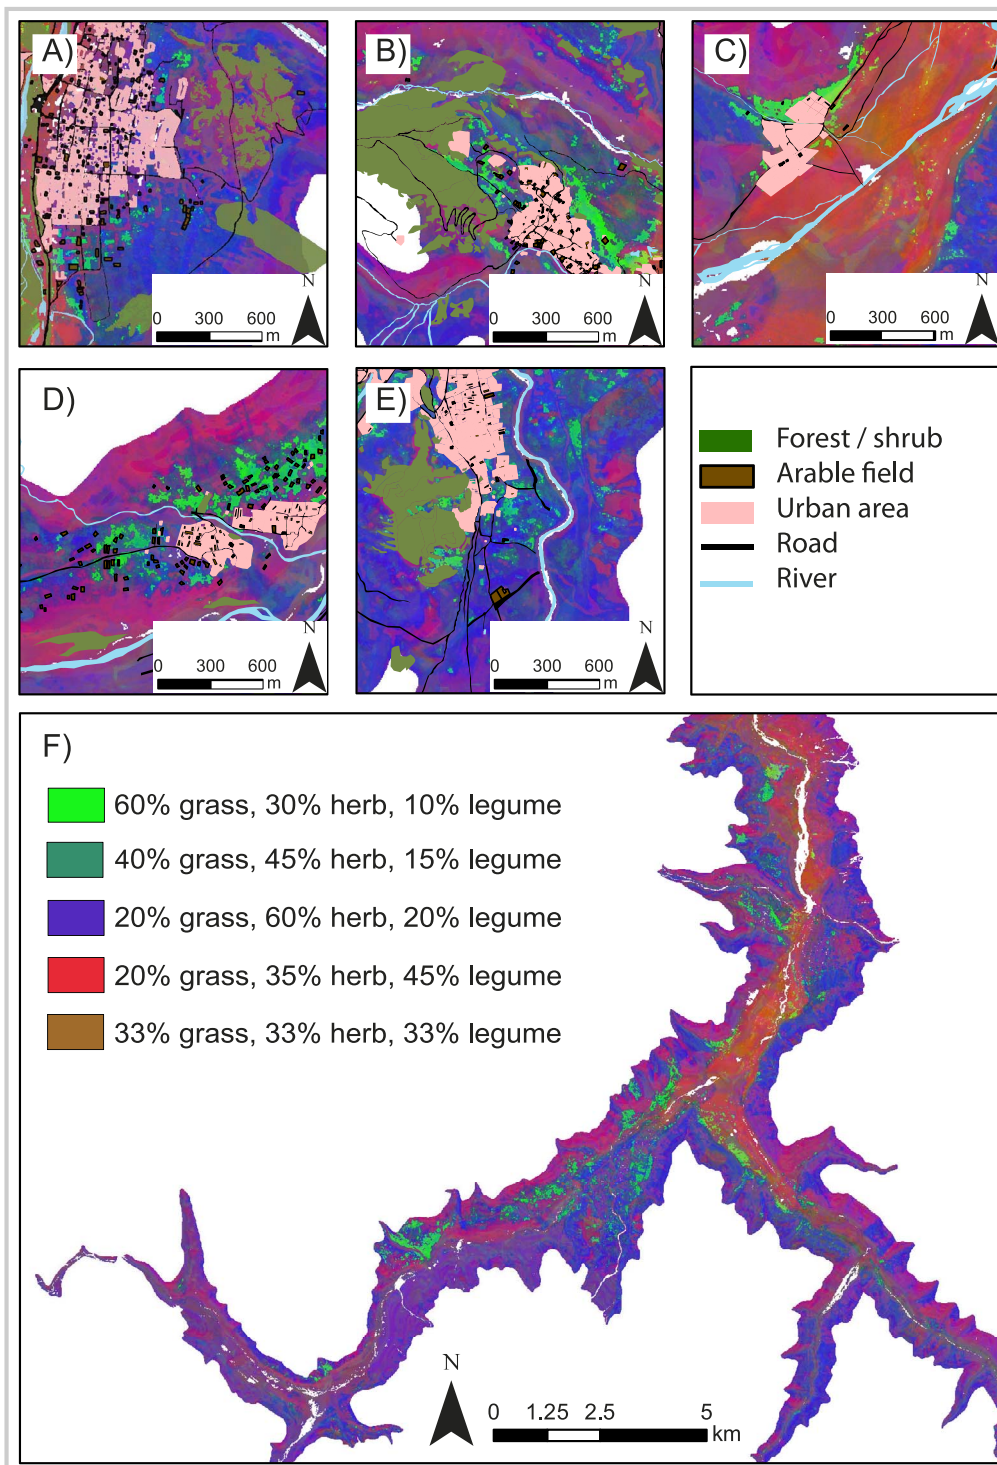 A)
N
0 300 600
m
B)
N
0 300 600
m
C)
N
0 300 600
m
D)
N
0 300 600
m
E)
N
0 300 600
m
Forest / shrub
Arable field
Urban area
Road
River
F)
60% grass, 30% herb, 10% legume
40% grass, 45% herb, 15% legume
20% grass, 60% herb, 20% legume
20% grass, 35% herb, 45% legume
33% grass, 33% herb, 33% legume
N
0 1.25 2.5 5
km